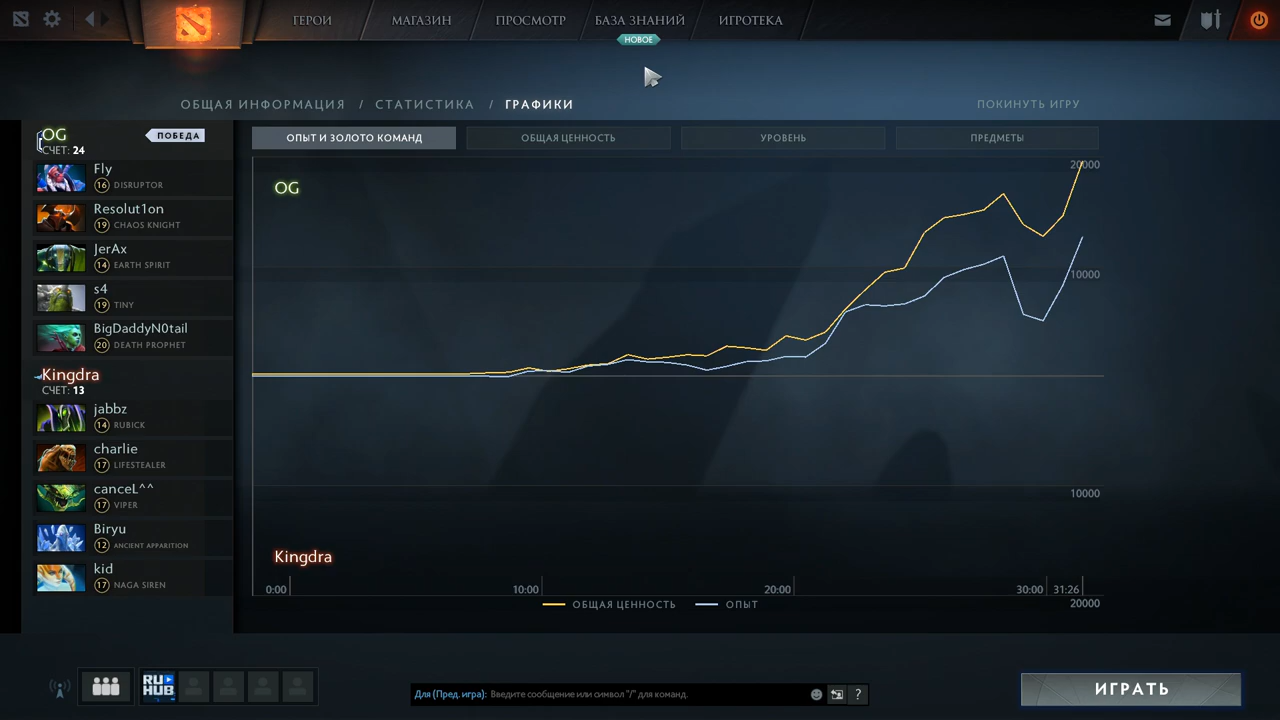 ГЕРОИ
МАГАЗИН
ПРОСМОТР
БАЗА ЗНАНИЙ
ИГРОТЕКА
НОВОЕ
ОБЩАЯ ИНФОРМАЦИЯ / СТАТИСТИКА / ГРАФИКИ
ПОКИНУТЬ ИГРУ
OG
ПОБЕДА
СЧЕТ: 24
Fly
16 DISRUPTOR
Resolut1on
19 CHAOS KNIGHT
JerAx
14 EARTH SPIRIT
s4
19 TINY
BigDaddyN0tail
20 DEATH PROPHET
Kingdra
СЧЕТ: 13
jabbz
14 RUBICK
charlie
17 LIFESTEALER
canceL^^
17 VIPER
Biryu
12 ANCIENT APPARITION
kid
17 NAGA SIREN
ОПЫТ И ЗОЛОТО КОМАНД
ОБЩАЯ ЦЕННОСТЬ
УРОВЕНЬ
ПРЕДМЕТЫ
20000
OG
10000
10000
Kingdra
0:00
10:00
20:00
30:00
31:26
ОБЩАЯ ЦЕННОСТЬ
ОПЫТ
20000
RU HUB
Для (Пред. игра): Введите сообщение или символ "/" для команд.
?
ИГРАТЬ